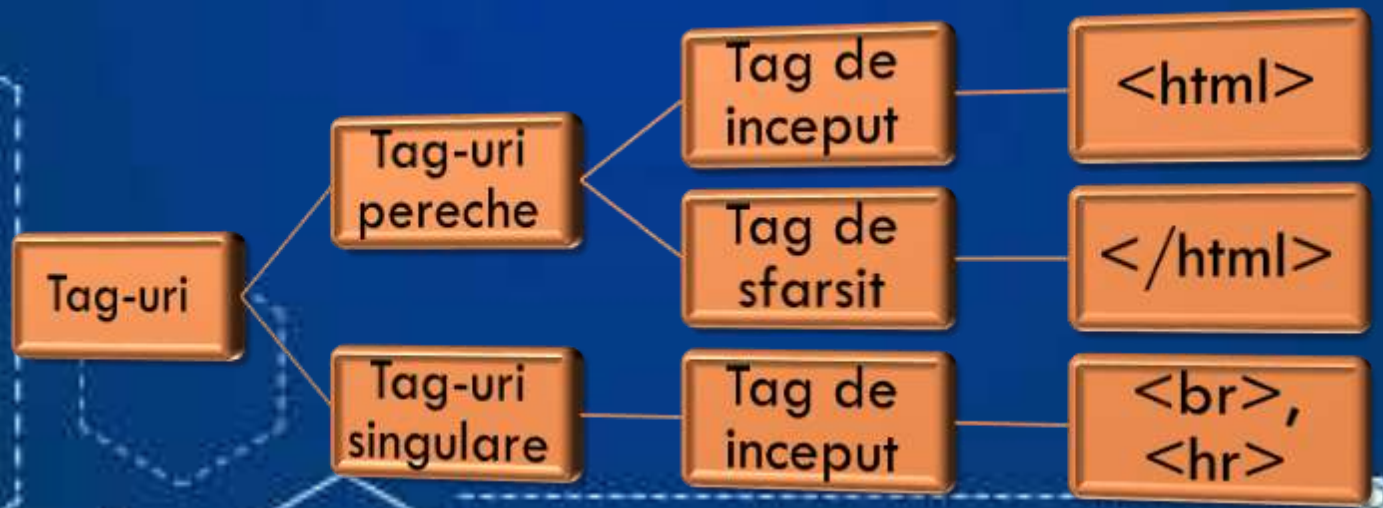 Tag-uri
Tag-uri
pereche
Tag de
inceput
<html>
Tag de
sfarsit
</html>
Tag-uri
singulare
Tag de
inceput
<br>,
<hr>